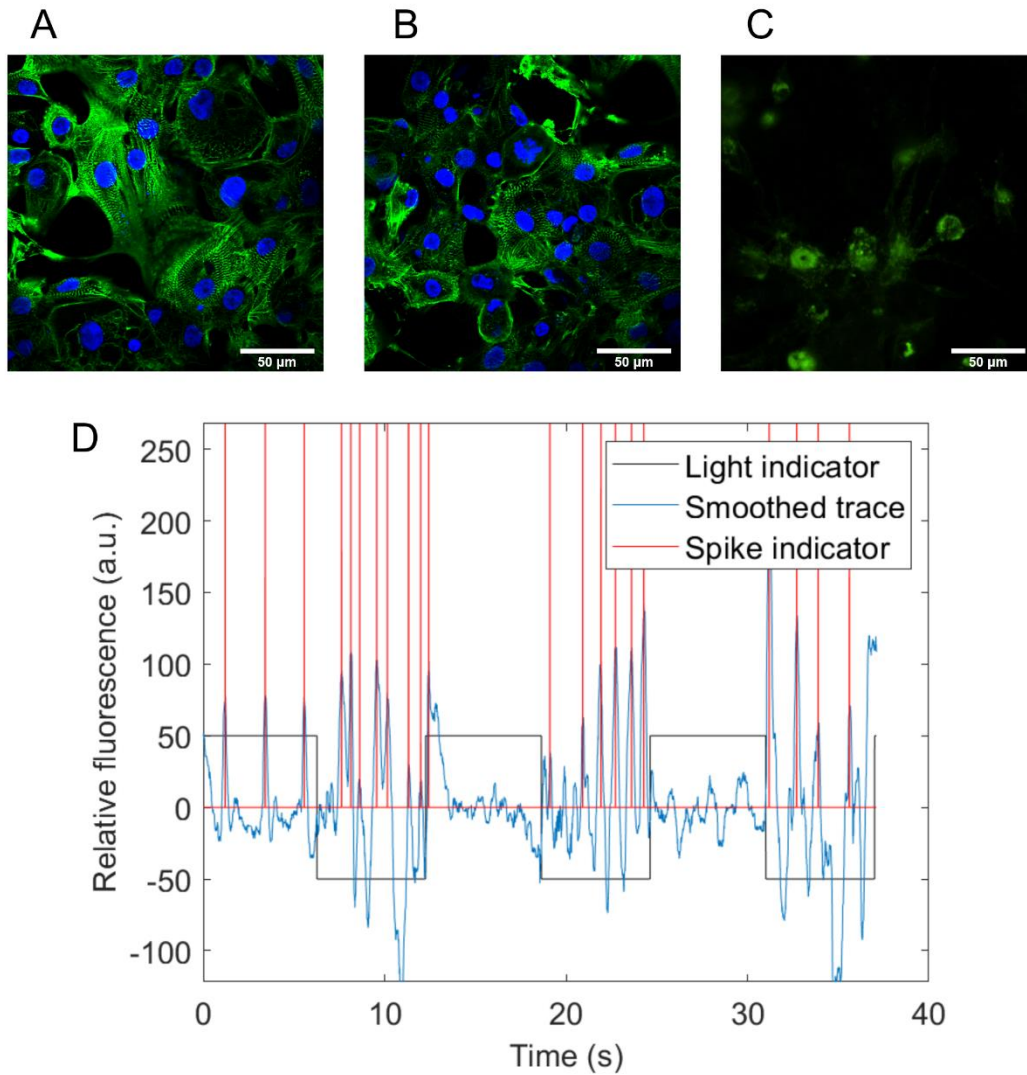 A
B
C
50 µm
50 µm
50 µm
D
Relative fluorescence (a.u.)
250
200
150
100
50
0
-50
-100
Light indicator
Smoothed trace
Spike indicator
0
10
20
30
40
Time (s)